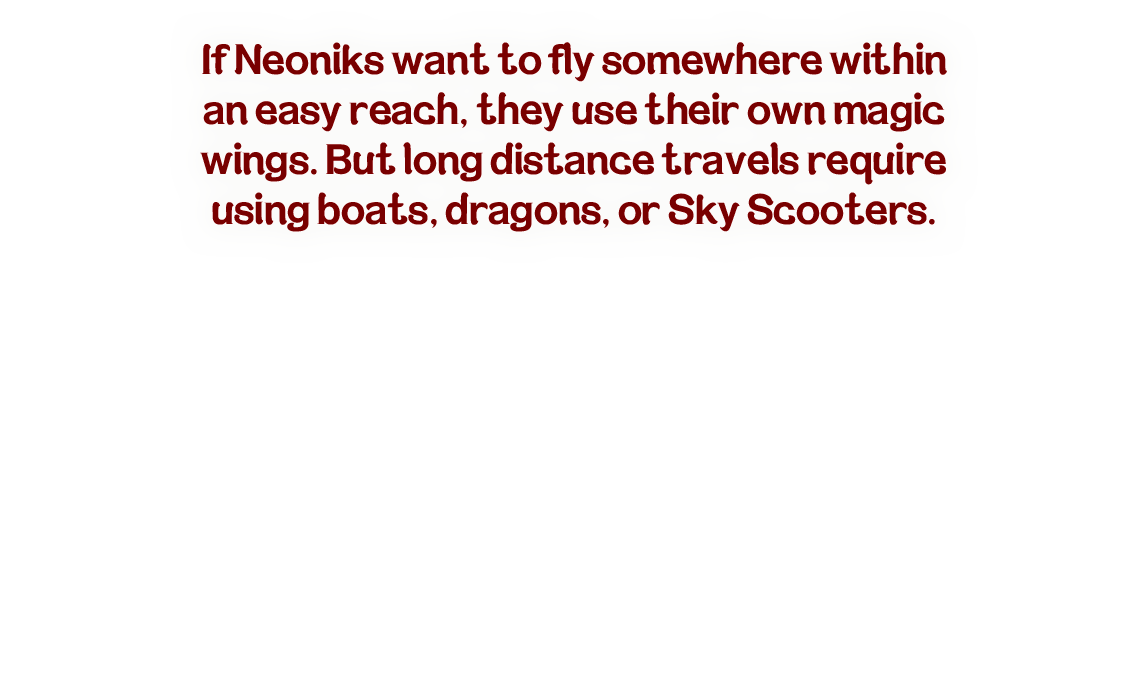 If Neoniks want to fly somewhere within
an easy reach, they use their own magic
wings. But long distance travels require
using boats, dragons, or Sky Scooters.